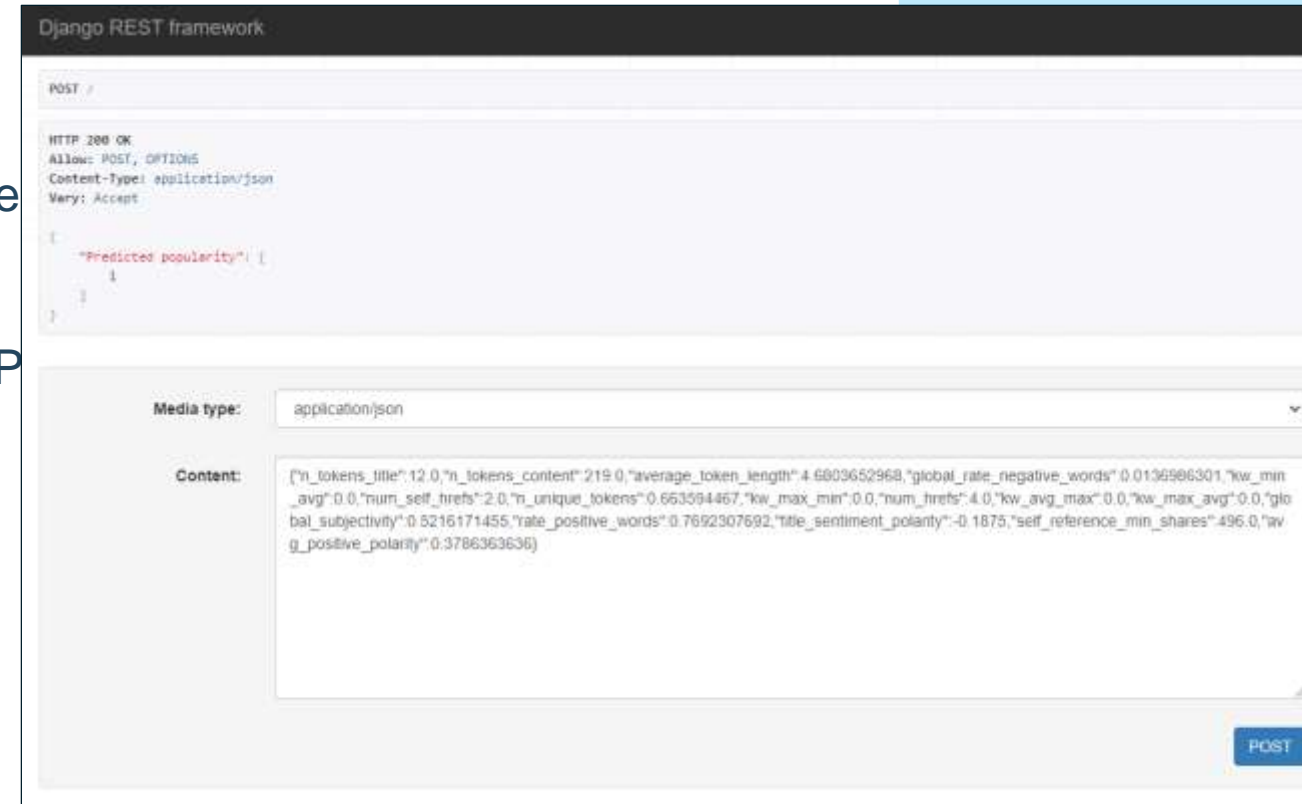 Django REST framework
POST /
HTTP 200 OK
Allow: POST, OPTIONS
Content-Type: application/json
Vary: Accept
{
"Predicted popularity": [
1
]
}
e
P
Media type:
application/json
Content:
{"n_tokens_title":12.0,"n_tokens_content":219.0,"average_token_length":4.6803652968,"global_rate_negative_words":0.0136986301,"kw_min
_avg":0.0,"num_self_hrefs":2.0,"n_unique_tokens":0.663594467,"kw_max_min":0.0,"num_hrefs":4.0,"kw_avg_max":0.0,"kw_max_avg":0.0,"glo
bal_subjectivity":0.5216171455,"rate_positive_words":0.7692307692,"title_sentiment_polarity":-0.1875,"self_reference_min_shares":496.0,"av
g_positive_polarity":0.3786363636}
POST